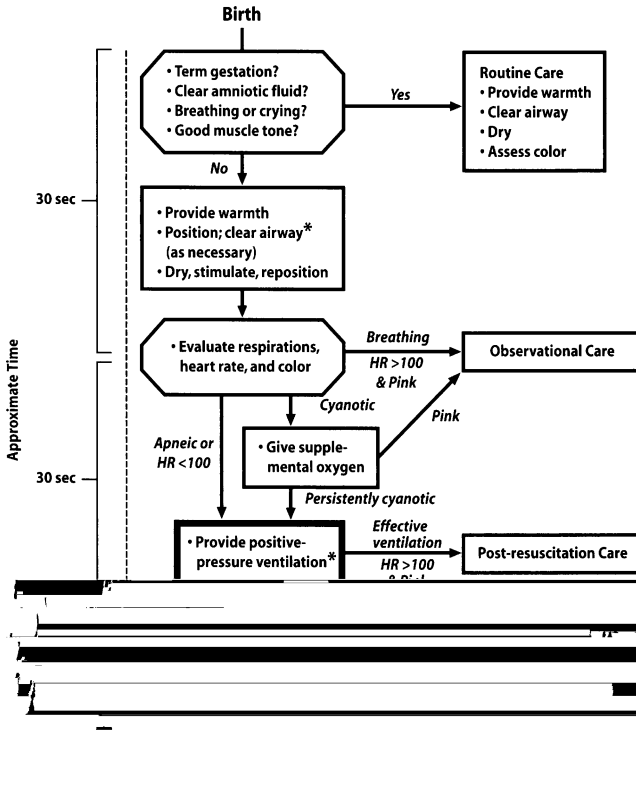 Birth
• Term gestation?
• Clear amniotic fluid?
• Breathing or crying?
• Good muscle tone?
Yes
Routine Care
• Provide warmth
• Clear airway
• Dry
• Assess color
No
30 sec
• Provide warmth
• Position; clear airway*
(as necessary)
• Dry, stimulate, reposition
• Evaluate respirations,
heart rate, and color
Breathing
HR >100
& Pink
Observational Care
Approximate Time
Cyanotic
Pink
Apneic or
HR <100
• Give supple-
mental oxygen
30 sec
Persistently cyanotic
• Provide positive-
pressure ventilation*
Effective
ventilation
HR >100
Post-resuscitation Care